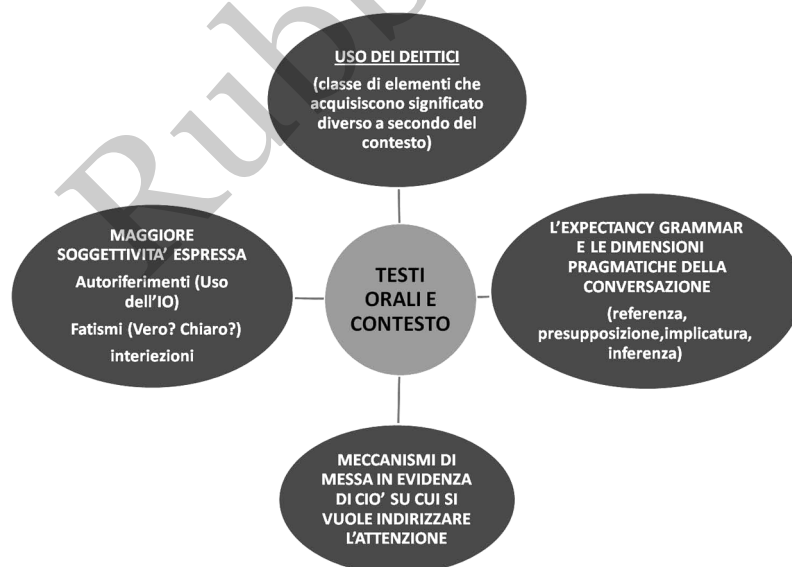 USO DEI DEITTICI
(classe di elementi che
acquisiscono significato
diverso a secondo del
contesto)
MAGGIORE
SOGGETTIVITA' ESPRESSA
Autoriferimenti (Uso
dell'IO)
Fatismi (Vero? Chiaro?)
interiezioni
TESTI
ORALI E
CONTESTO
L'EXPECTANCY GRAMMAR
E LE DIMENSIONI
PRAGMATICHE DELLA
CONVERSAZIONE
(referenza,
presupposizione,implicatura,
inferenza)
MECCANISMI DI
MESSA IN EVIDENZA
DI CIO' SU CUI SI
VUOLE INDIRIZZARE
L'ATTENZIONE